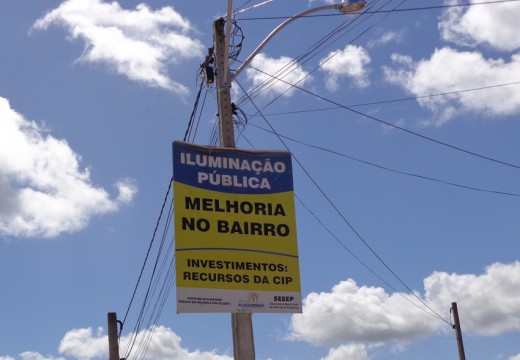 ILUMINAÇÃO
PÚBLICA
MELHORIA
NO BAIRRO
INVESTIMENTOS:
RECURSOS DA CIP
SESEP